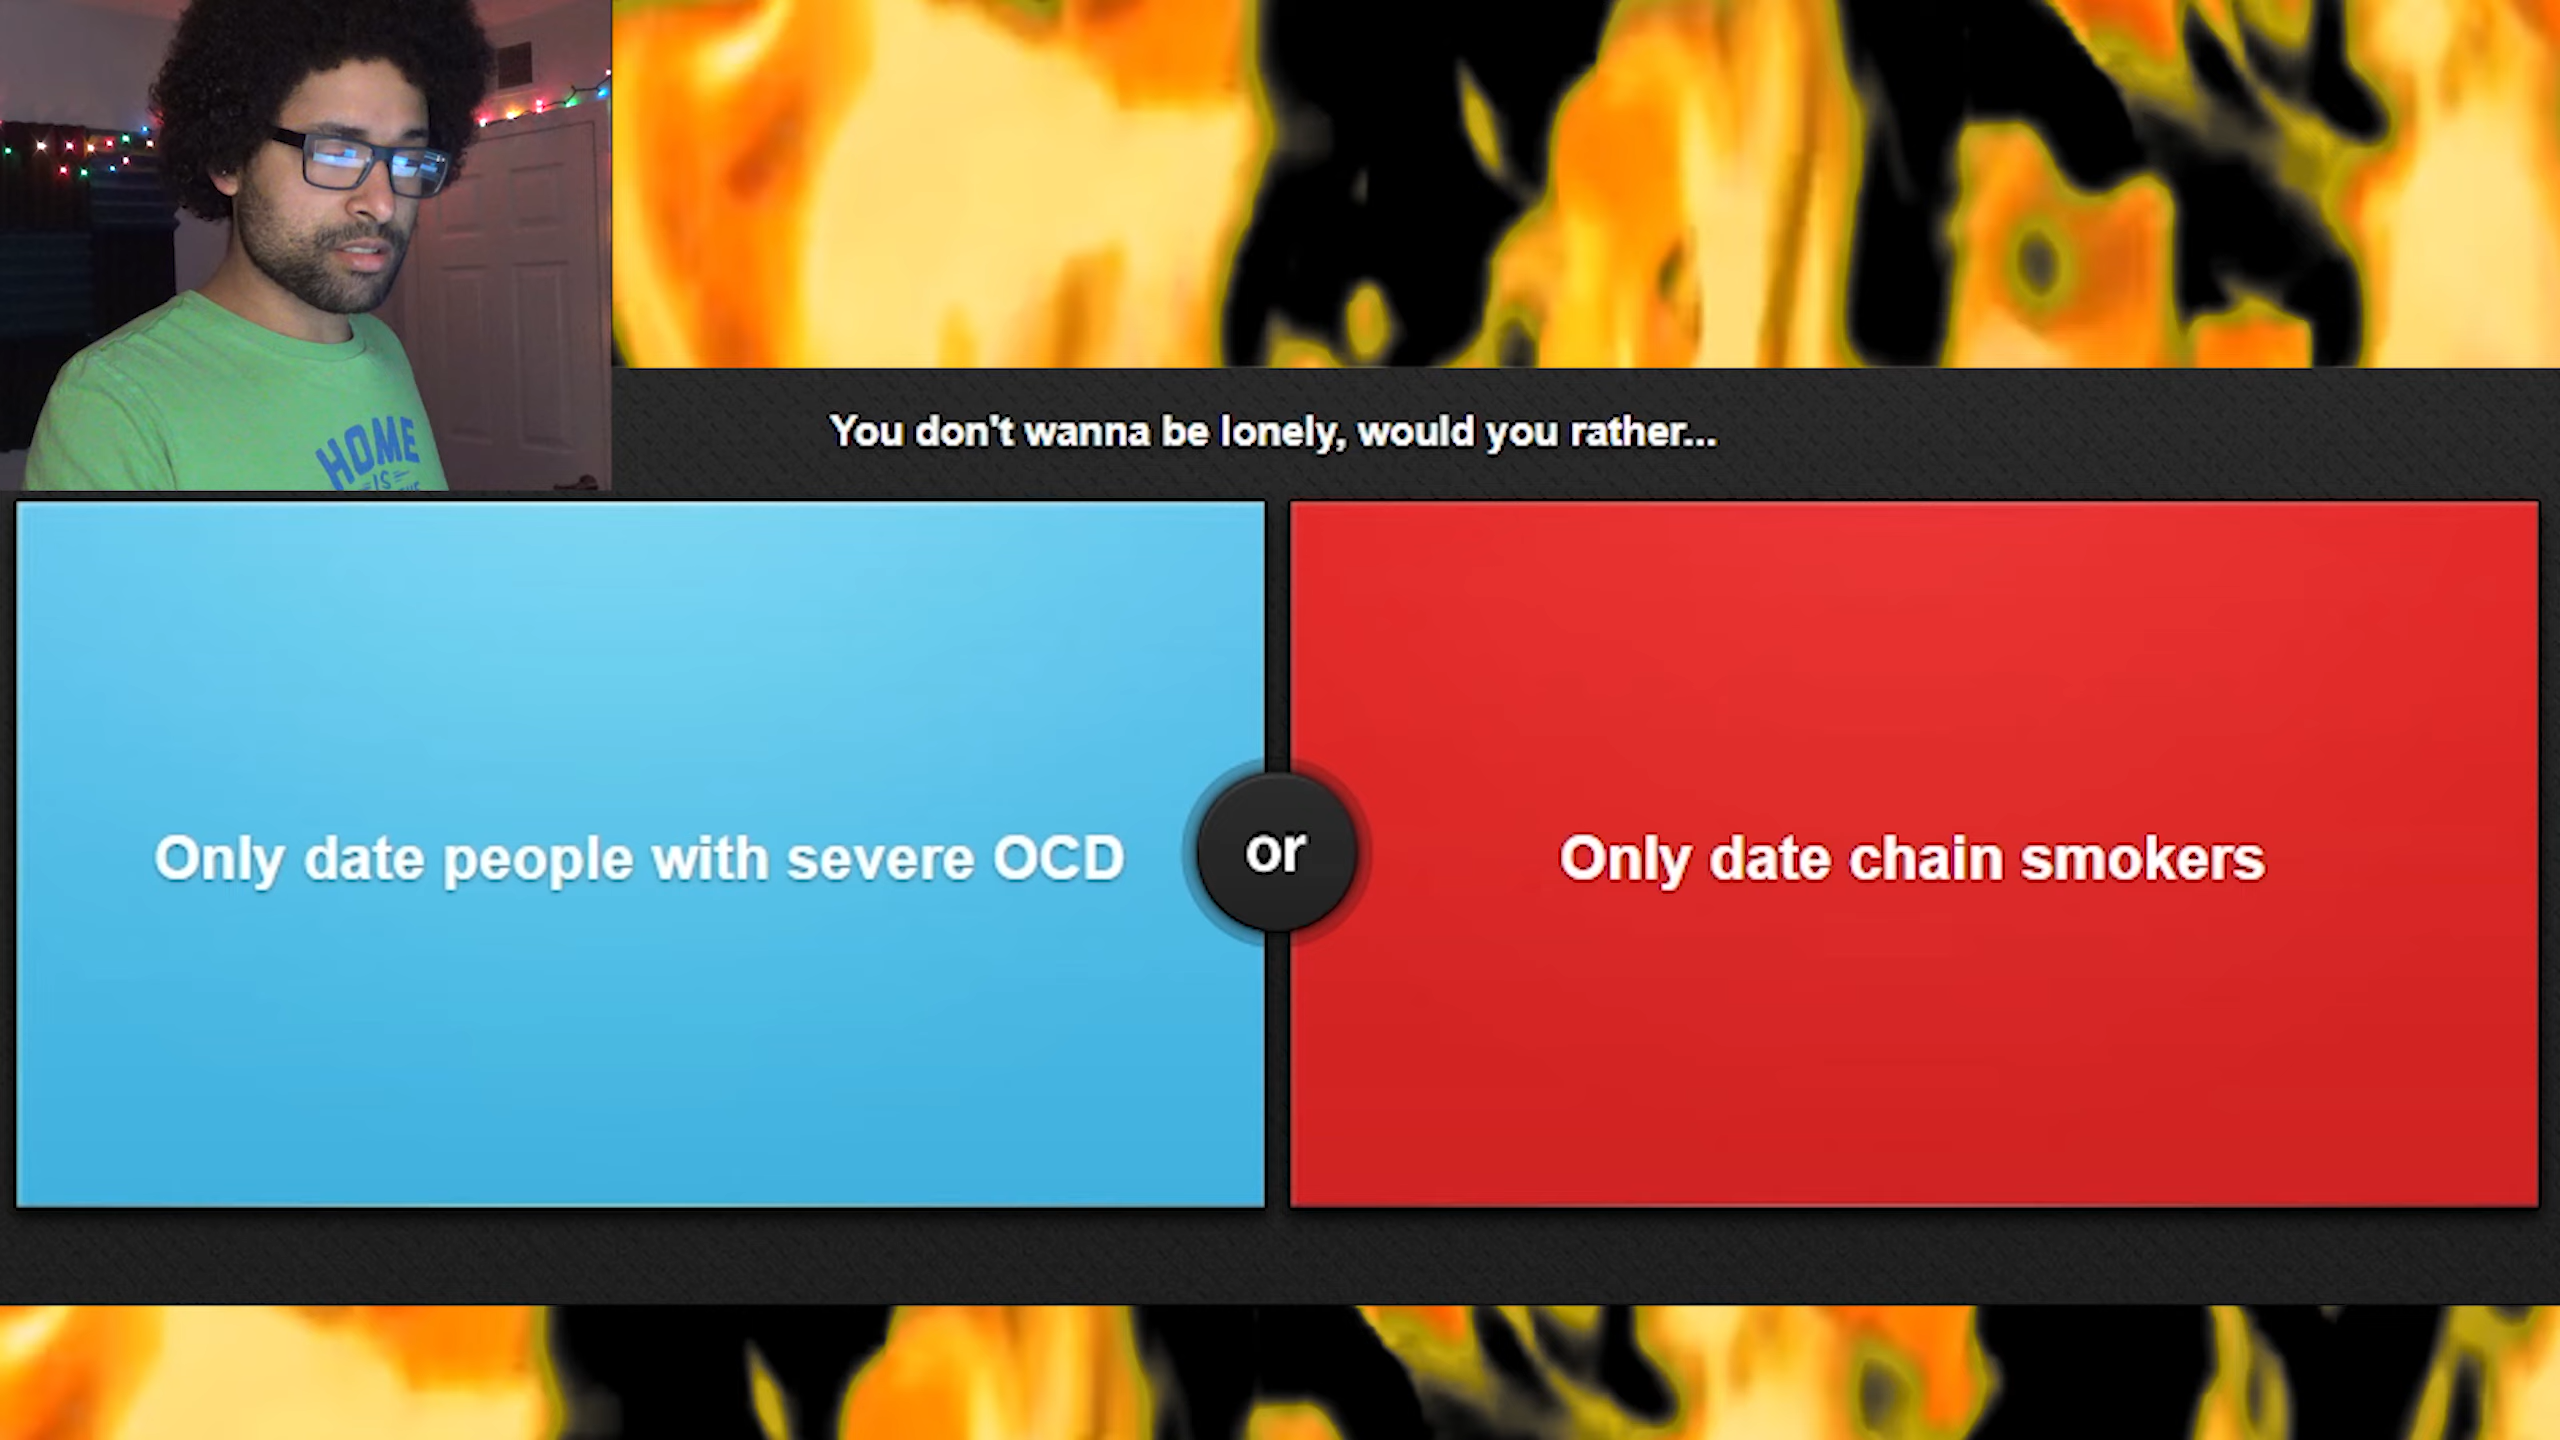 HOME
IS
You don't wanna be lonely, would you rather...
Only date people with severe OCD
or
Only date chain smokers